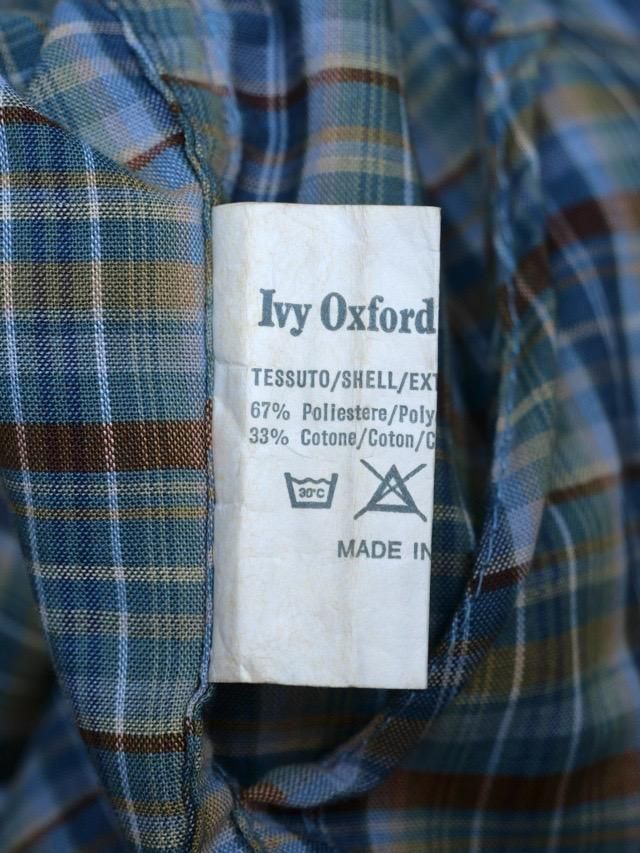 Ivy Oxford
TESSUTO/SHELL/EXT
67% Poliestere/Poly
33% Cotone/Coton/C
30°C
MADE IN